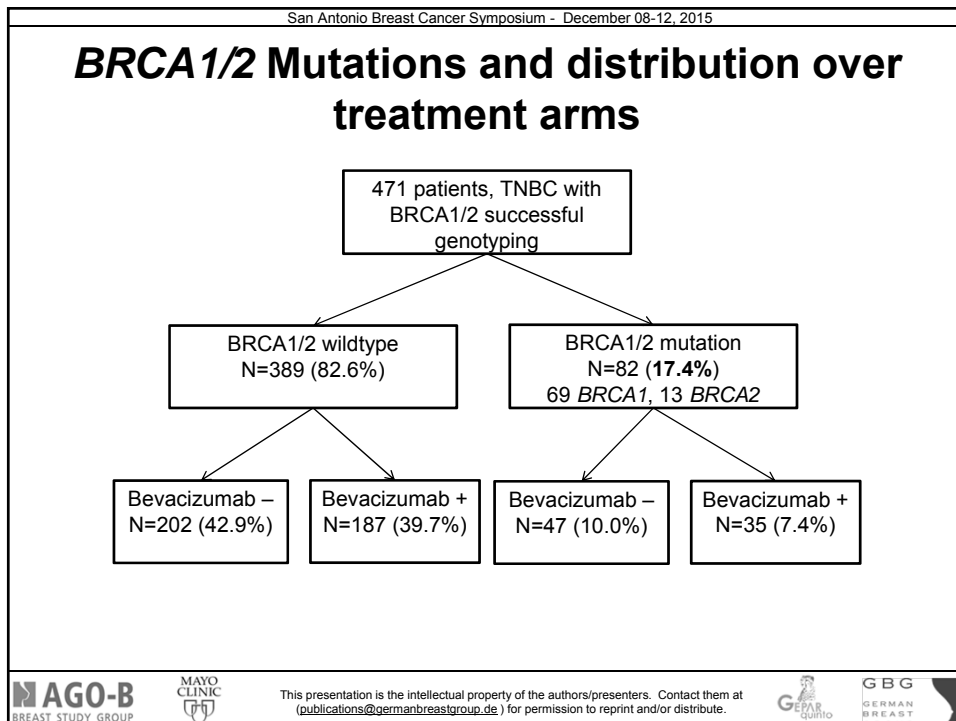 San Antonio Breast Cancer Symposium - December 08-12, 2015
BRCA1/2 Mutations and distribution over
treatment arms
471 patients, TNBC with
BRCA1/2 successful
genotyping
BRCA1/2 wildtype
N=389 (82.6%)
BRCA1/2 mutation
N=82 (17.4%)
69 BRCA1, 13 BRCA2
Bevacizumab –
N=202 (42.9%)
Bevacizumab +
N=187 (39.7%)
Bevacizumab –
N=47 (10.0%)
Bevacizumab +
N=35 (7.4%)
AGO-B
BREAST STUDY GROUP
MAYO
CLINIC
This presentation is the intellectual property of the authors/presenters. Contact them at
(publications@germanbreastgroup.de ) for permission to reprint and/or distribute.
GEPAR
quinto
GBG
GERMAN
BREAST